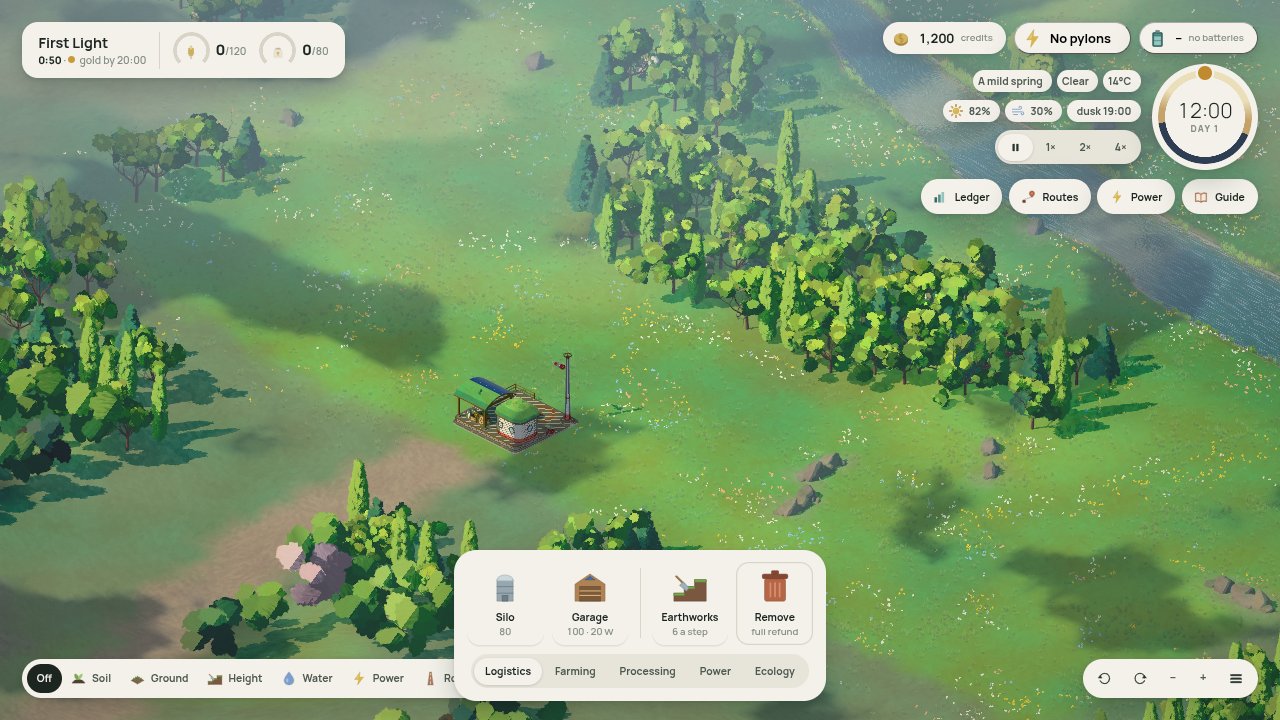 First Light
0:50 · gold by 20:00
0/120
0/80
1,200 credits
No pylons
– no batteries
A mild spring
Clear
14°C
82%
30%
dusk 19:00
12:00
DAY 1
1×
2×
4×
Ledger
Routes
Power
Guide
Silo
80
Garage
100 · 20 W
Earthworks
6 a step
Remove
full refund
Logistics
Farming
Processing
Power
Ecology
Off
Soil
Ground
Height
Water
Power
Ro
−
+